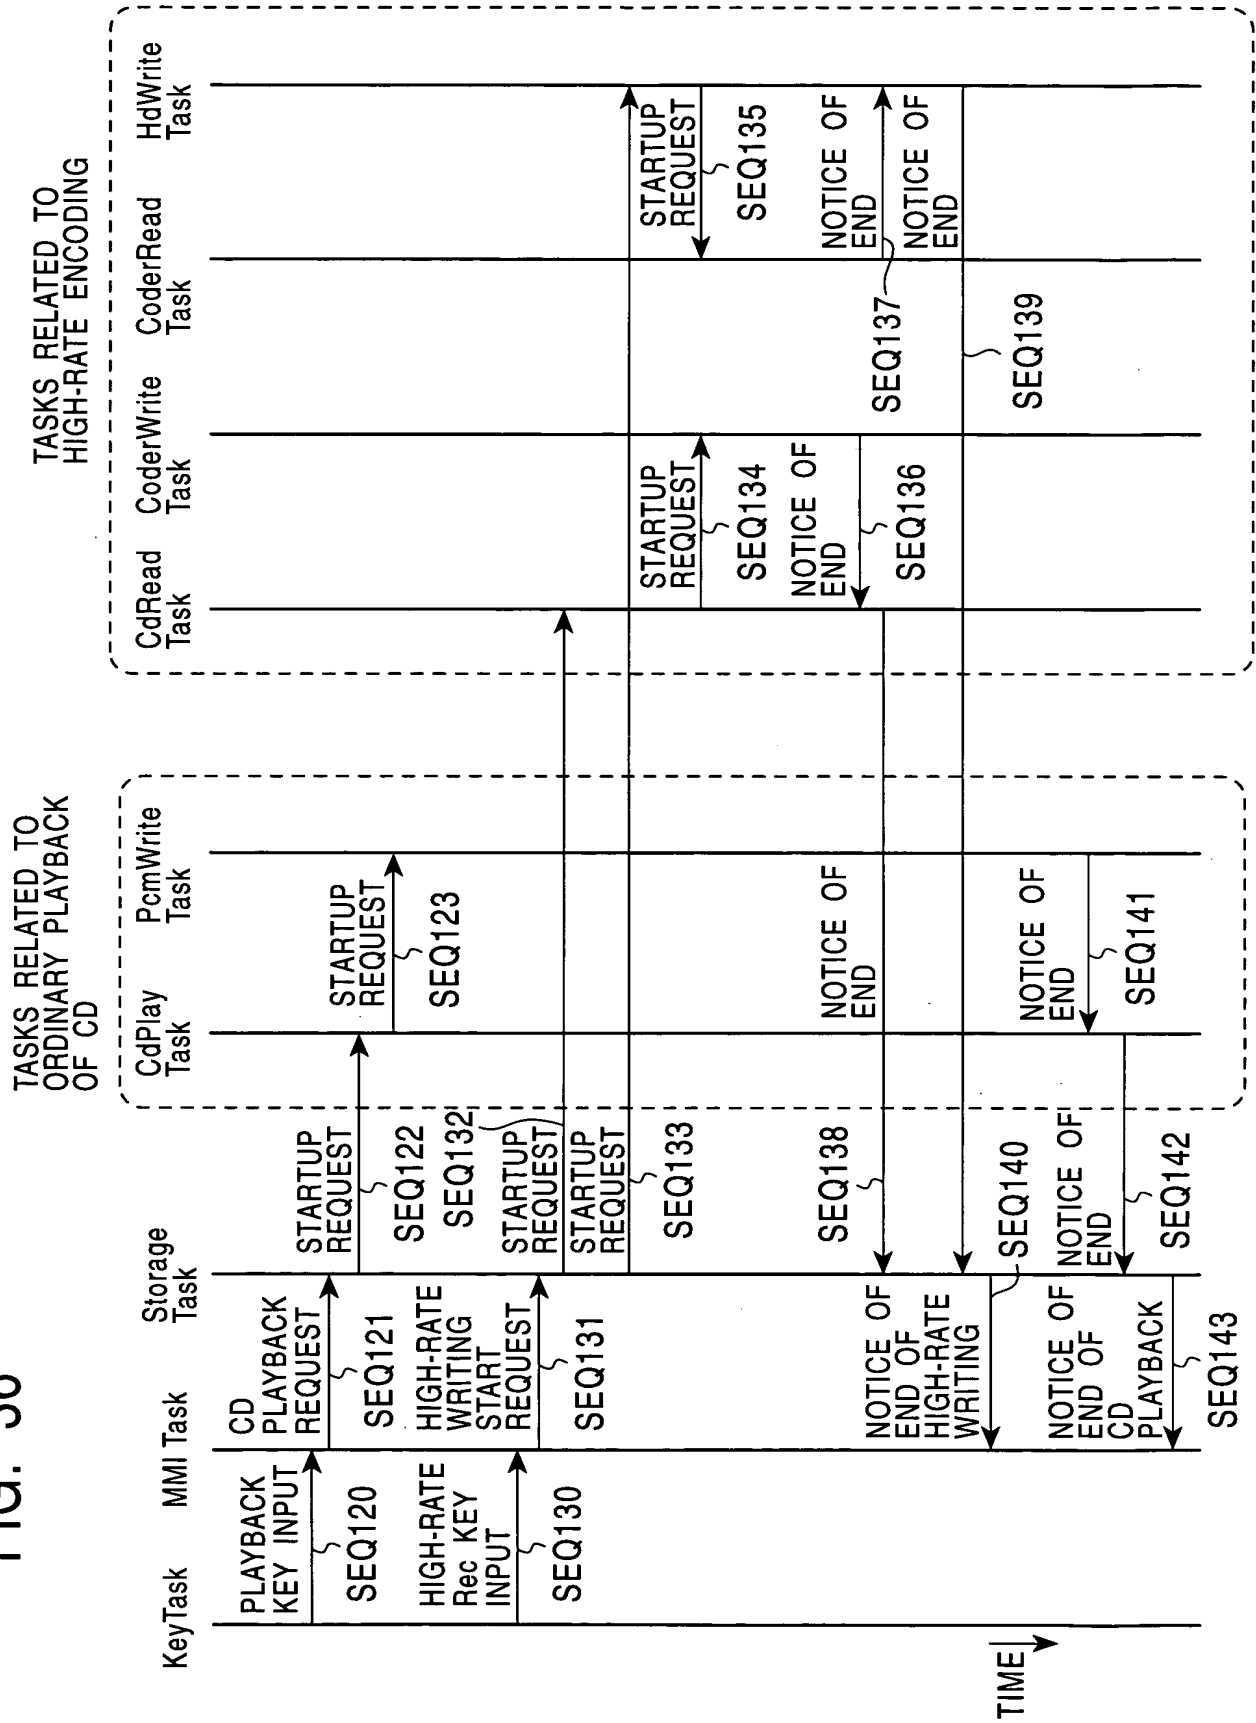 FIG.
TASKS RELATED TO
ORDINARY PLAYBACK
OF CD
TASKS RELATED TO
HIGH-RATE ENCODING
KeyTask
MMI Task
Storage
Task
CdPlay
Task
PcmWrite
Task
CdRead
Task
CoderWrite
Task
CoderRead
Task
HdWrite
Task
PLAYBACK
KEY INPUT
SEQ120
CD
PLAYBACK
REQUEST
SEQ121
STARTUP
REQUEST
SEQ122
STARTUP
REQUEST
SEQ123
HIGH-RATE
Rec KEY
INPUT
SEQ130
HIGH-RATE
WRITING
START
REQUEST
SEQ131
SEQ132
STARTUP
REQUEST
STARTUP
REQUEST
SEQ133
STARTUP
REQUEST
SEQ134
STARTUP
REQUEST
SEQ135
NOTICE OF
END
SEQ136
NOTICE OF
END
SEQ137
NOTICE OF
END
SEQ138
NOTICE OF
END
SEQ139
NOTICE OF
END OF
HIGH-RATE
WRITING
SEQ140
NOTICE OF
END
SEQ141
NOTICE OF
END
SEQ142
NOTICE OF
END OF
CD
PLAYBACK
SEQ143
TIME